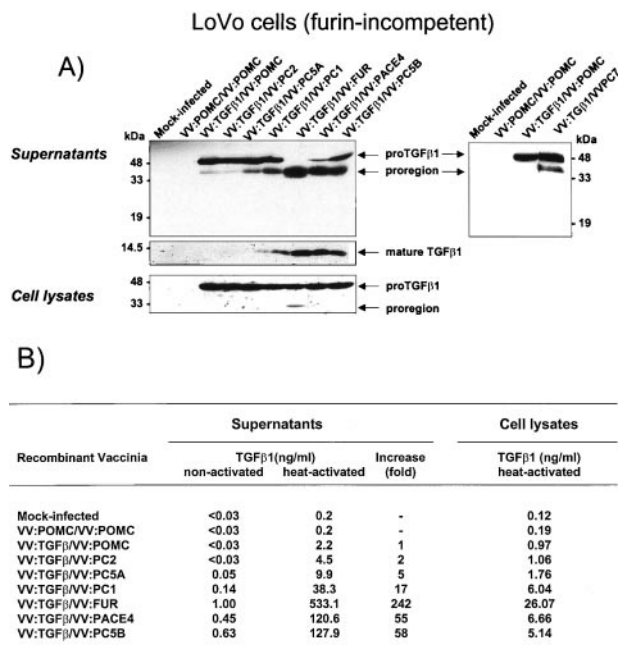 LoVo cells (furin-incompetent)
A)
Mock-infected
VV:POMC/VV:POMC
VV:TGFβ1/VV:POMC
VV:TGFβ1/VV:PC2
VV:TGFβ1/VV:PC5A
VV:TGFβ1/VV:PC1
VV:TGFβ1/VV:FUR
VV:TGFβ1/VV:PACE4
VV:TGFβ1/VV:PC5B
Mock-infected
VV:POMC/VV:POMC
VV:TGFβ1/VV:POMC
VV:TGβ1/VVPC7
kDa
kDa
Supernatants
48
33
19
proTGFβ1
proregion
48
33
19
14.5
mature TGFβ1
Cell lysates
48
33
proTGFβ1
proregion
B)
Supernatants Cell lysates
Recombinant Vaccinia TGFβ1(ng/ml) Increase TGFβ1 (ng/ml)
non-activated heat-activated (fold) heat-activated
Mock-infected <0.03 0.2 - 0.12
VV:POMC/VV:POMC <0.03 0.2 - 0.19
VV:TGFβ/VV:POMC <0.03 2.2 1 0.97
VV:TGFβ/VV:PC2 <0.03 4.5 2 1.06
VV:TGFβ/VV:PC5A 0.05 9.9 5 1.76
VV:TGFβ/VV:PC1 0.14 38.3 17 6.04
VV:TGFβ/VV:FUR 1.00 533.1 242 26.07
VV:TGFβ/VV:PACE4 0.45 120.6 55 6.66
VV:TGFβ/VV:PC5B 0.63 127.9 58 5.14